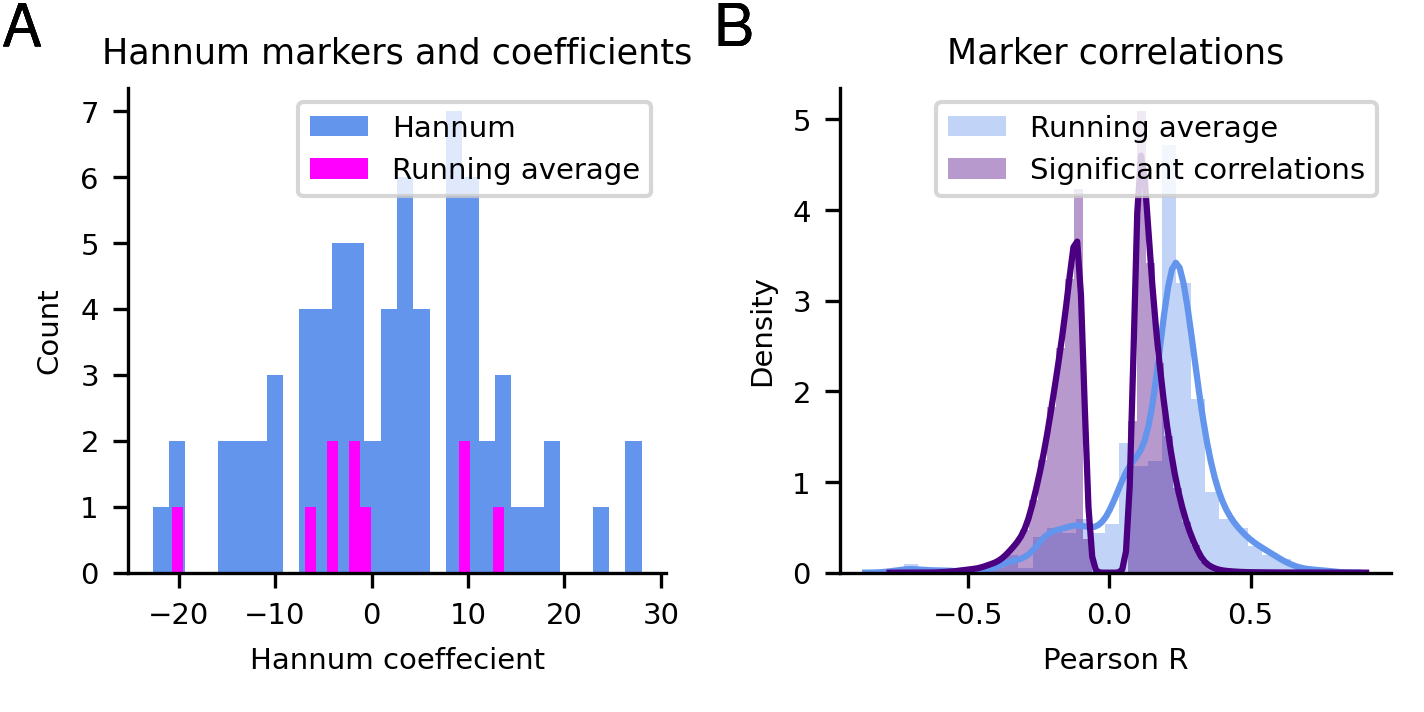 A
Hannum markers and coefficients
Hannum
Running average
Count
7
6
5
4
3
2
1
0
−20
−10
0
10
20
30
Hannum coeffecient
B
Marker correlations
Running average
Significant correlations
Density
5
4
3
2
1
0
−0.5
0.0
0.5
Pearson R